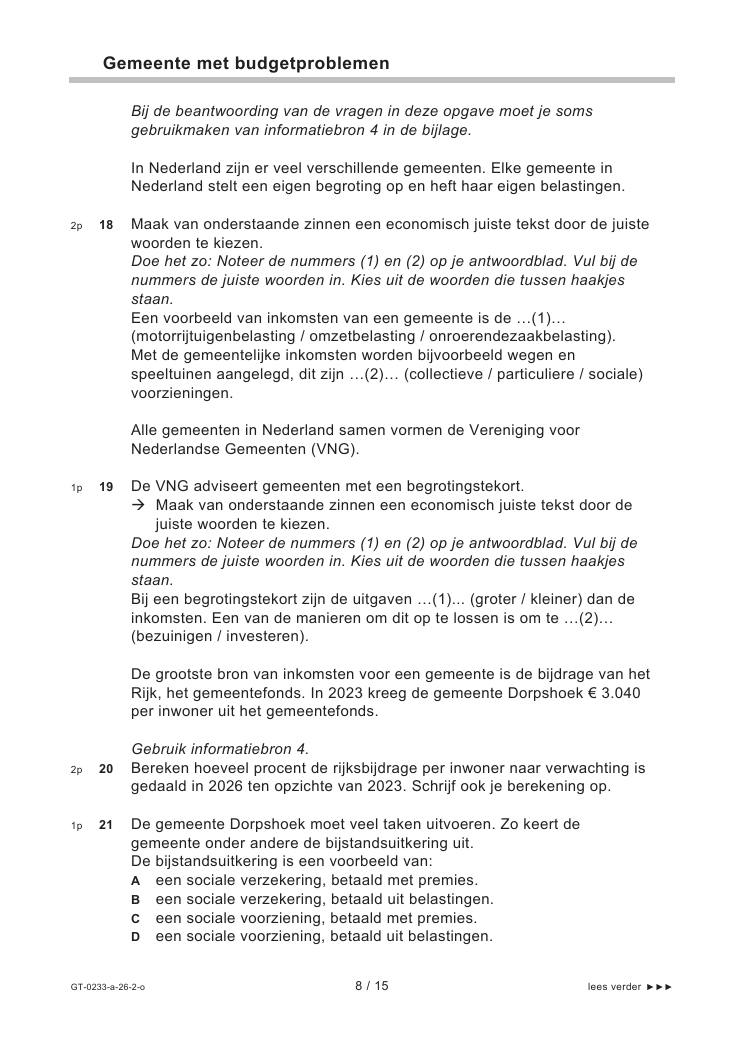 Gemeente met budgetproblemen
Bij de beantwoording van de vragen in deze opgave moet je soms
gebruikmaken van informatiebron 4 in de bijlage.
In Nederland zijn er veel verschillende gemeenten. Elke gemeente in
Nederland stelt een eigen begroting op en heft haar eigen belastingen.
2p 18 Maak van onderstaande zinnen een economisch juiste tekst door de juiste
woorden te kiezen.
Doe het zo: Noteer de nummers (1) en (2) op je antwoordblad. Vul bij de
nummers de juiste woorden in. Kies uit de woorden die tussen haakjes
staan.
Een voorbeeld van inkomsten van een gemeente is de …(1)…
(motorrijtuigenbelasting / omzetbelasting / onroerendezaakbelasting).
Met de gemeentelijke inkomsten worden bijvoorbeeld wegen en
speeltuinen aangelegd, dit zijn …(2)… (collectieve / particuliere / sociale)
voorzieningen.
Alle gemeenten in Nederland samen vormen de Vereniging voor
Nederlandse Gemeenten (VNG).
1p 19 De VNG adviseert gemeenten met een begrotingstekort.
→ Maak van onderstaande zinnen een economisch juiste tekst door de
juiste woorden te kiezen.
Doe het zo: Noteer de nummers (1) en (2) op je antwoordblad. Vul bij de
nummers de juiste woorden in. Kies uit de woorden die tussen haakjes
staan.
Bij een begrotingstekort zijn de uitgaven …(1)... (groter / kleiner) dan de
inkomsten. Een van de manieren om dit op te lossen is om te …(2)…
(bezuinigen / investeren).
De grootste bron van inkomsten voor een gemeente is de bijdrage van het
Rijk, het gemeentefonds. In 2023 kreeg de gemeente Dorpshoek € 3.040
per inwoner uit het gemeentefonds.
Gebruik informatiebron 4.
2p 20 Bereken hoeveel procent de rijksbijdrage per inwoner naar verwachting is
gedaald in 2026 ten opzichte van 2023. Schrijf ook je berekening op.
1p 21 De gemeente Dorpshoek moet veel taken uitvoeren. Zo keert de
gemeente onder andere de bijstandsuitkering uit.
De bijstandsuitkering is een voorbeeld van:
A een sociale verzekering, betaald met premies.
B een sociale verzekering, betaald uit belastingen.
C een sociale voorziening, betaald met premies.
D een sociale voorziening, betaald uit belastingen.
GT-0233-a-26-2-o 8 / 15 lees verder ►►►